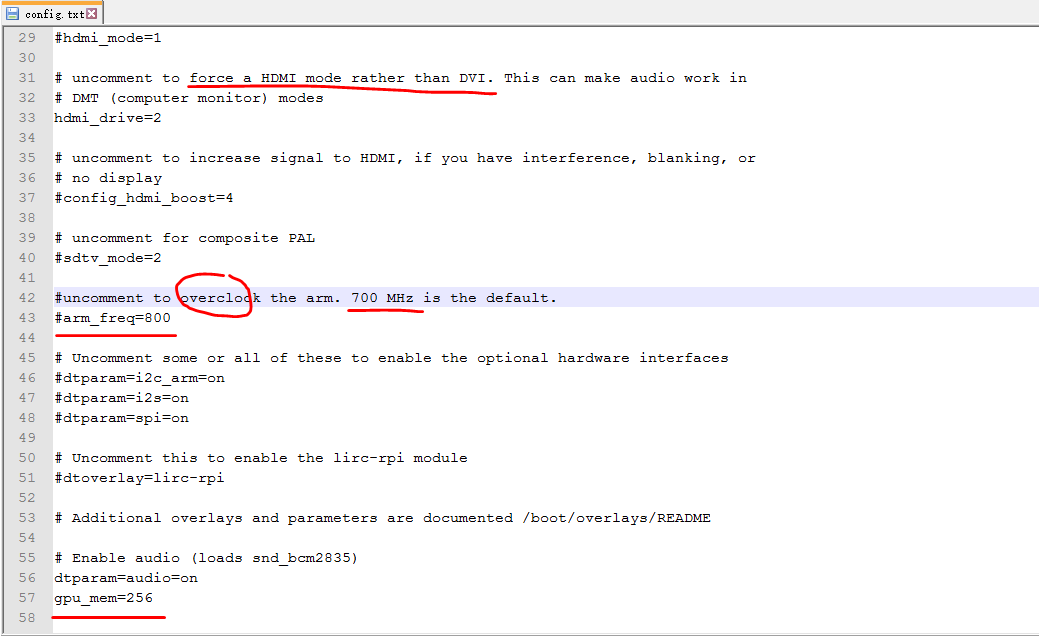 config.txt
29 #hdmi_mode=1
30
31 # uncomment to force a HDMI mode rather than DVI. This can make audio work in
32 # DMT (computer monitor) modes
33 hdmi_drive=2
34
35 # uncomment to increase signal to HDMI, if you have interference, blanking, or
36 # no display
37 #config_hdmi_boost=4
38
39 # uncomment for composite PAL
40 #sdtv_mode=2
41
42 #uncomment to overclock the arm. 700 MHz is the default.
43 #arm_freq=800
44
45 # Uncomment some or all of these to enable the optional hardware interfaces
46 #dtparam=i2c_arm=on
47 #dtparam=i2s=on
48 #dtparam=spi=on
49
50 # Uncomment this to enable the lirc-rpi module
51 #dtoverlay=lirc-rpi
52
53 # Additional overlays and parameters are documented /boot/overlays/README
54
55 # Enable audio (loads snd_bcm2835)
56 dtparam=audio=on
57 gpu_mem=256
58